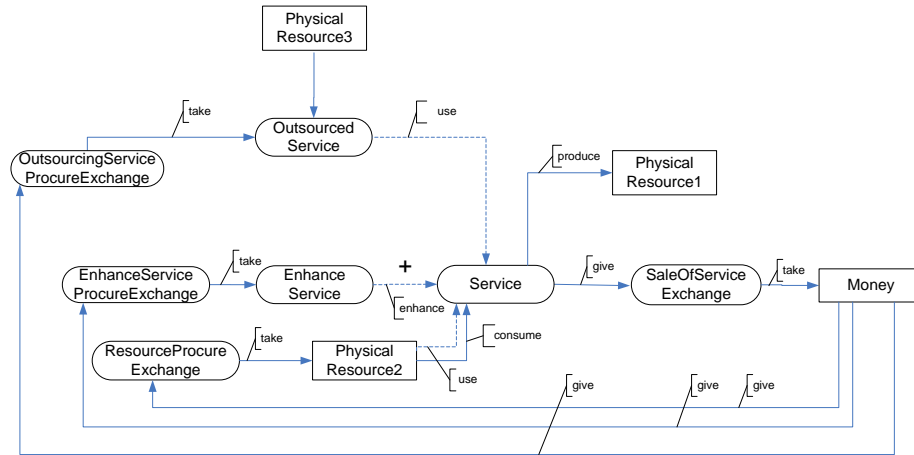 Physical
Resource3
take
Outsourced
Service
use
OutsourcingService
ProcureExchange
produce
Physical
Resource1
EnhanceService
ProcureExchange
take
Enhance
Service
+
enhance
Service
give
SaleOfService
Exchange
take
Money
ResourceProcure
Exchange
take
Physical
Resource2
consume
use
give
give
give